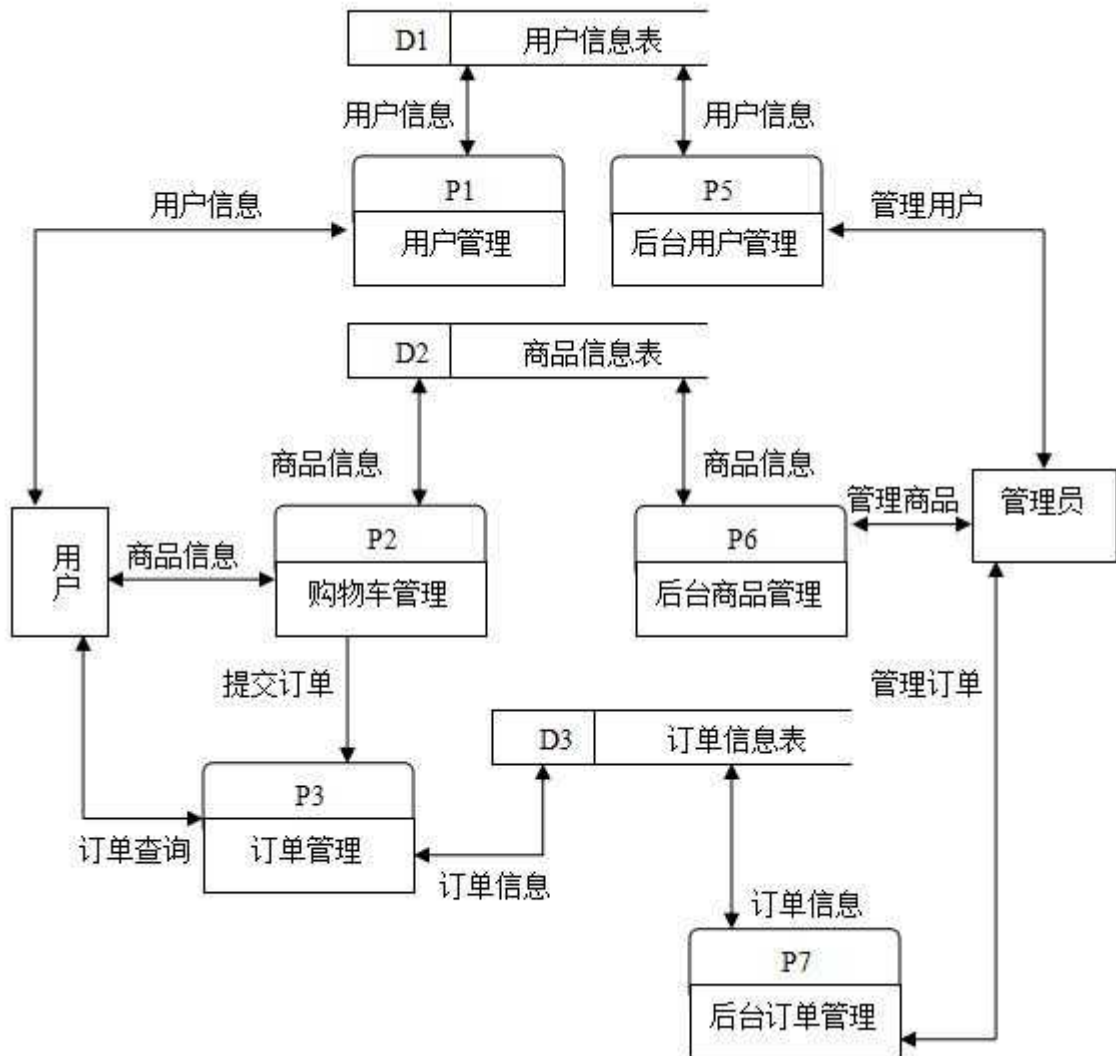 D1 用户信息表
用户信息 用户信息
P1 P5
用户信息 管理用户
用户管理 后台用户管理
D2 商品信息表
商品信息 商品信息
管理商品 管理员
用户
商品信息
P2 P6
购物车管理 后台商品管理
提交订单 管理订单
D3 订单信息表
P3
订单查询 订单管理
订单信息 订单信息
P7
后台订单管理